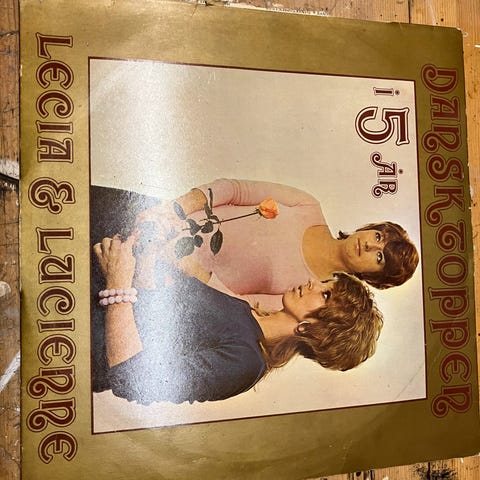 DANSKTOPPEN
i 5 ÅR
LECIA & LUCIENNE